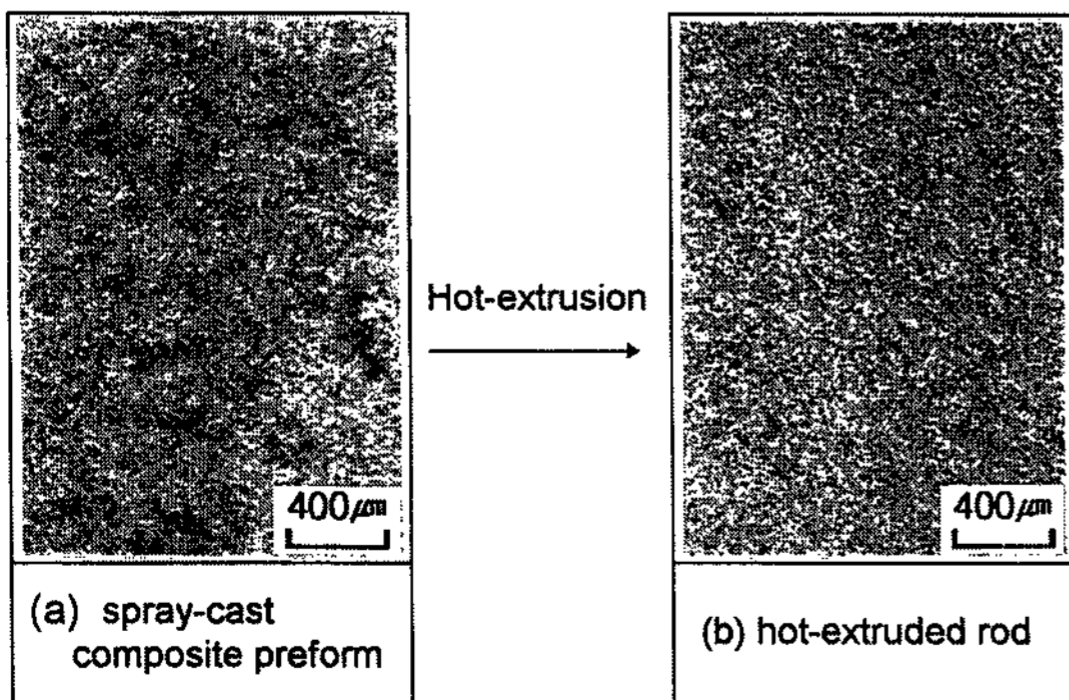 Hot-extrusion
400㎛
400㎛
(a) spray-cast
composite preform
(b) hot-extruded rod